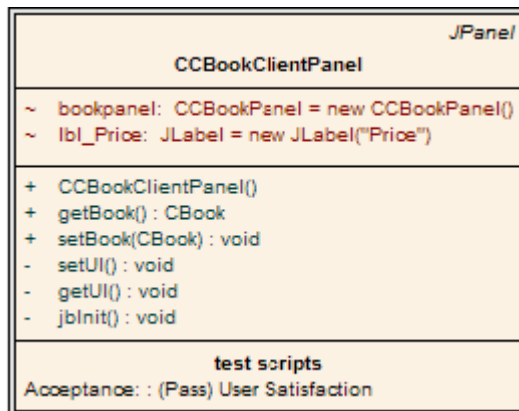 JPanel
CCBookClientPanel
~ bookpanel: CCBookPanel = new CCBookPanel()
~ lbl_Price: JLabel = new JLabel("Price")
+ CCBookClientPanel()
+ getBook() : CBook
+ setBook(CBook) : void
- setUI() : void
- getUI() : void
- jbInit() : void
test scripts
Acceptance: : (Pass) User Satisfaction